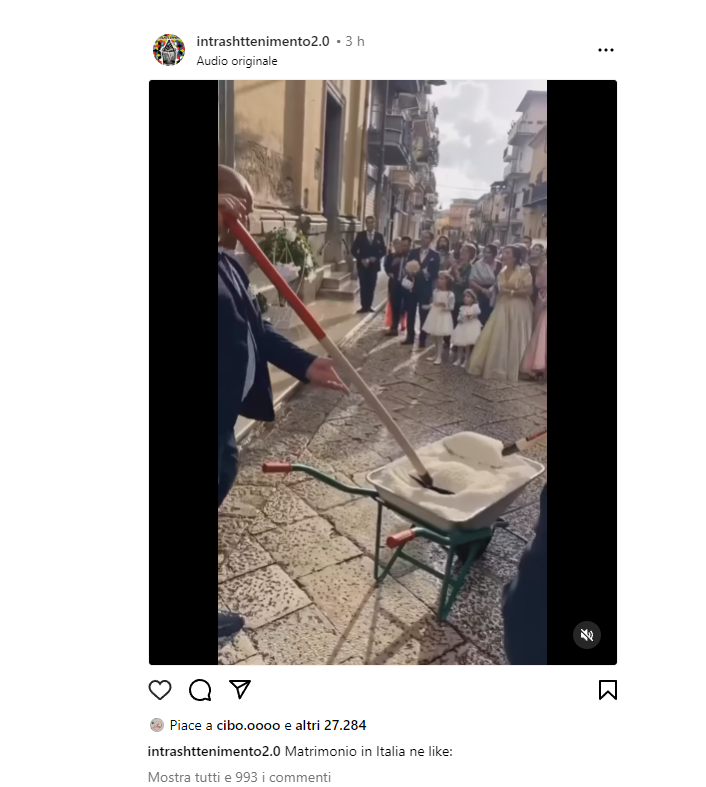 intrashttenimento2.0 • 3 h
Audio originale
Piace a cibo.oooo e altri 27.284
intrashttenimento2.0 Matrimonio in Italia ne like:
Mostra tutti e 993 i commenti